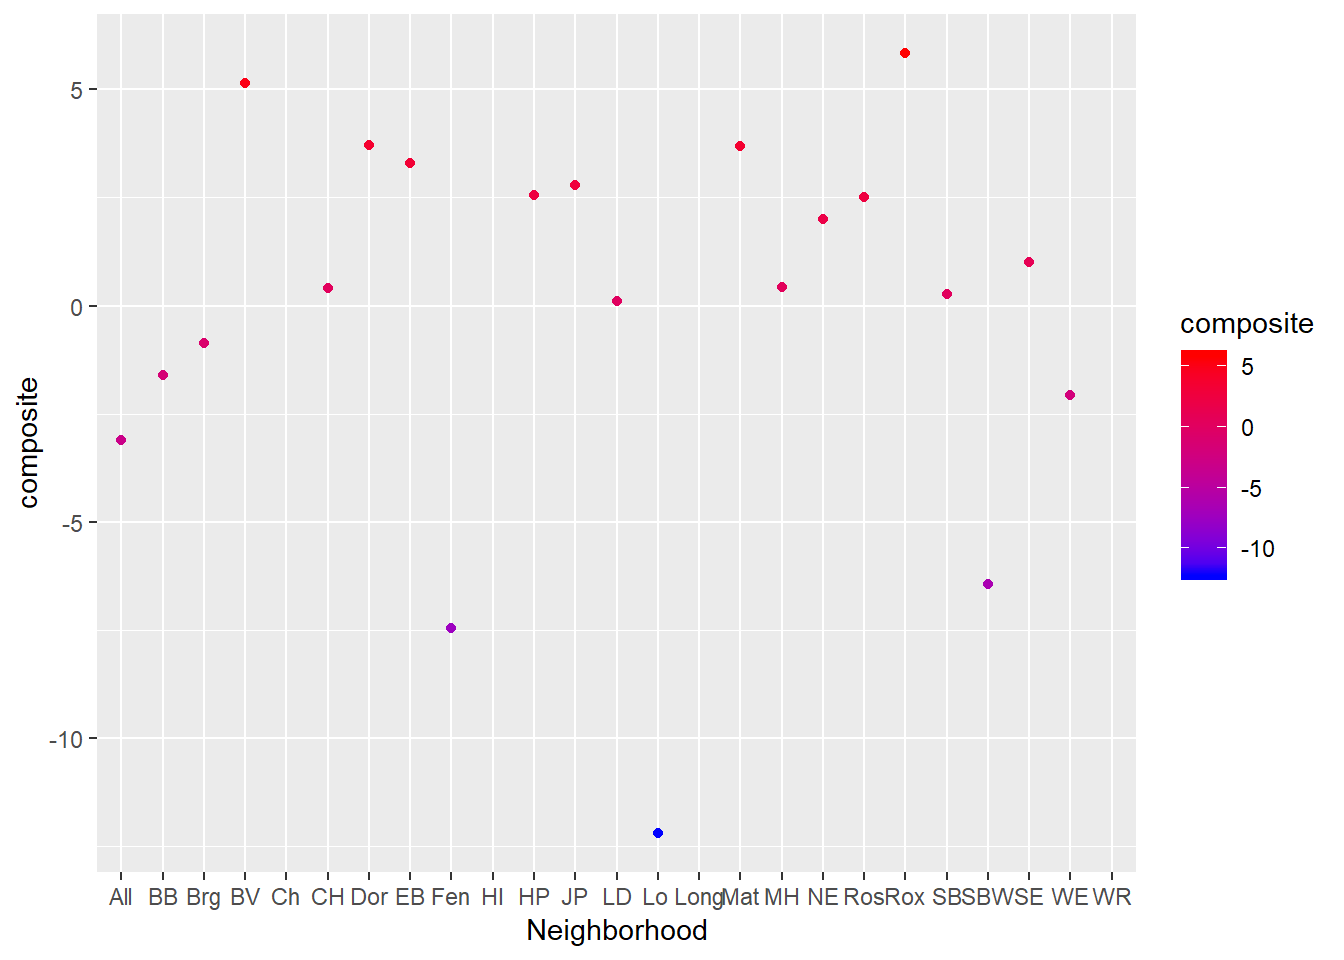 5
0
-5
-10
composite
All BB Brg BV Ch CH Dor EB Fen HI HP JP LD Lo Long Mat MH NE Ros Rox SB SBW SE WE WR
Neighborhood
composite
5
0
-5
-10